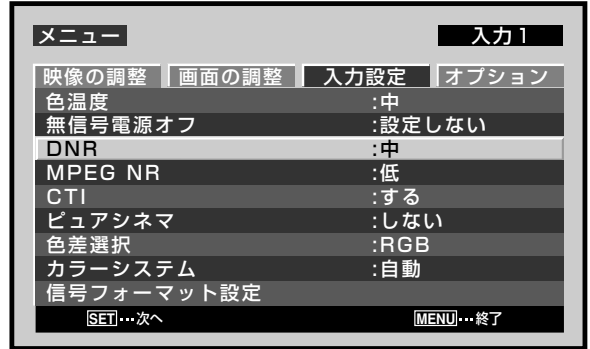 メニュー 入力1
映像の調整 画面の調整 入力設定 オプション
色温度 :中
無信号電源オフ :設定しない
DNR :中
MPEG NR :低
CTI :する
ピュアシネマ :しない
色差選択 :RGB
カラーシステム :自動
信号フォーマット設定
SET…次へ MENU…終了